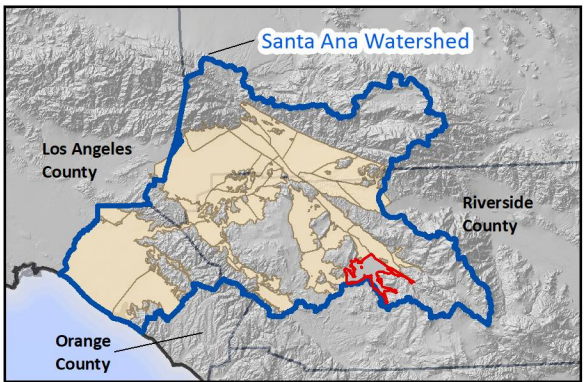 Santa Ana Watershed
Los Angeles
County
Riverside
County
Orange
County